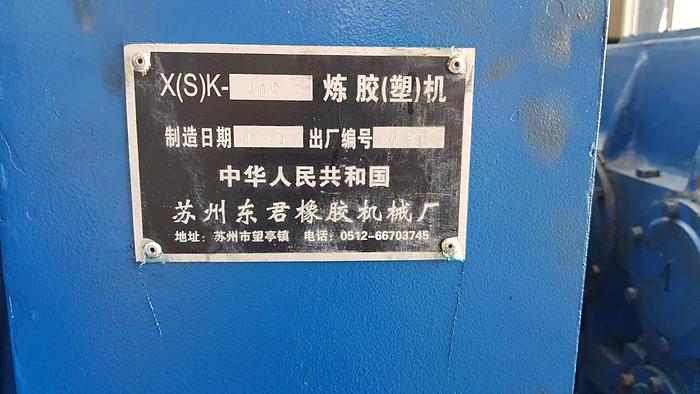 X(S)K-400 炼胶(塑)机
制造日期 出厂编号
中华人民共和国
苏州东君橡胶机械厂
地址：苏州市望亭镇 电话：0512-66703745
1